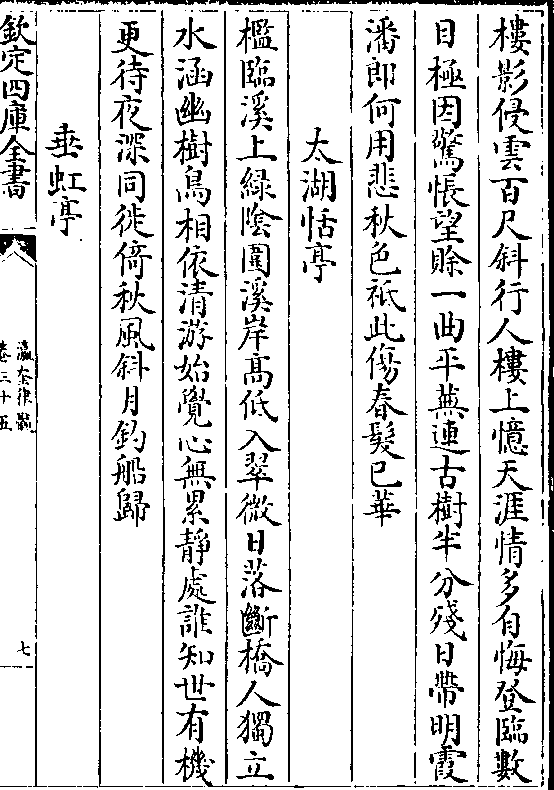 樓影侵雲百尺斜行人樓上憶天涯情多自悔登臨數
目極因驚悵望賒一曲平蕪連古樹半分殘日帶明霞
潘郎何用悲秋色祗此傷春髪已華
太湖恬亭
檻臨溪上緑陰圍溪岸髙低入翠微日落斷橋人獨立
水涵幽樹鳥相依清游始覺心無累静處誰知世有機
更待夜深同徙倚秋風斜月釣船歸
垂虹亭
欽定四庫全書
瀛奎律髓
卷三十五
七